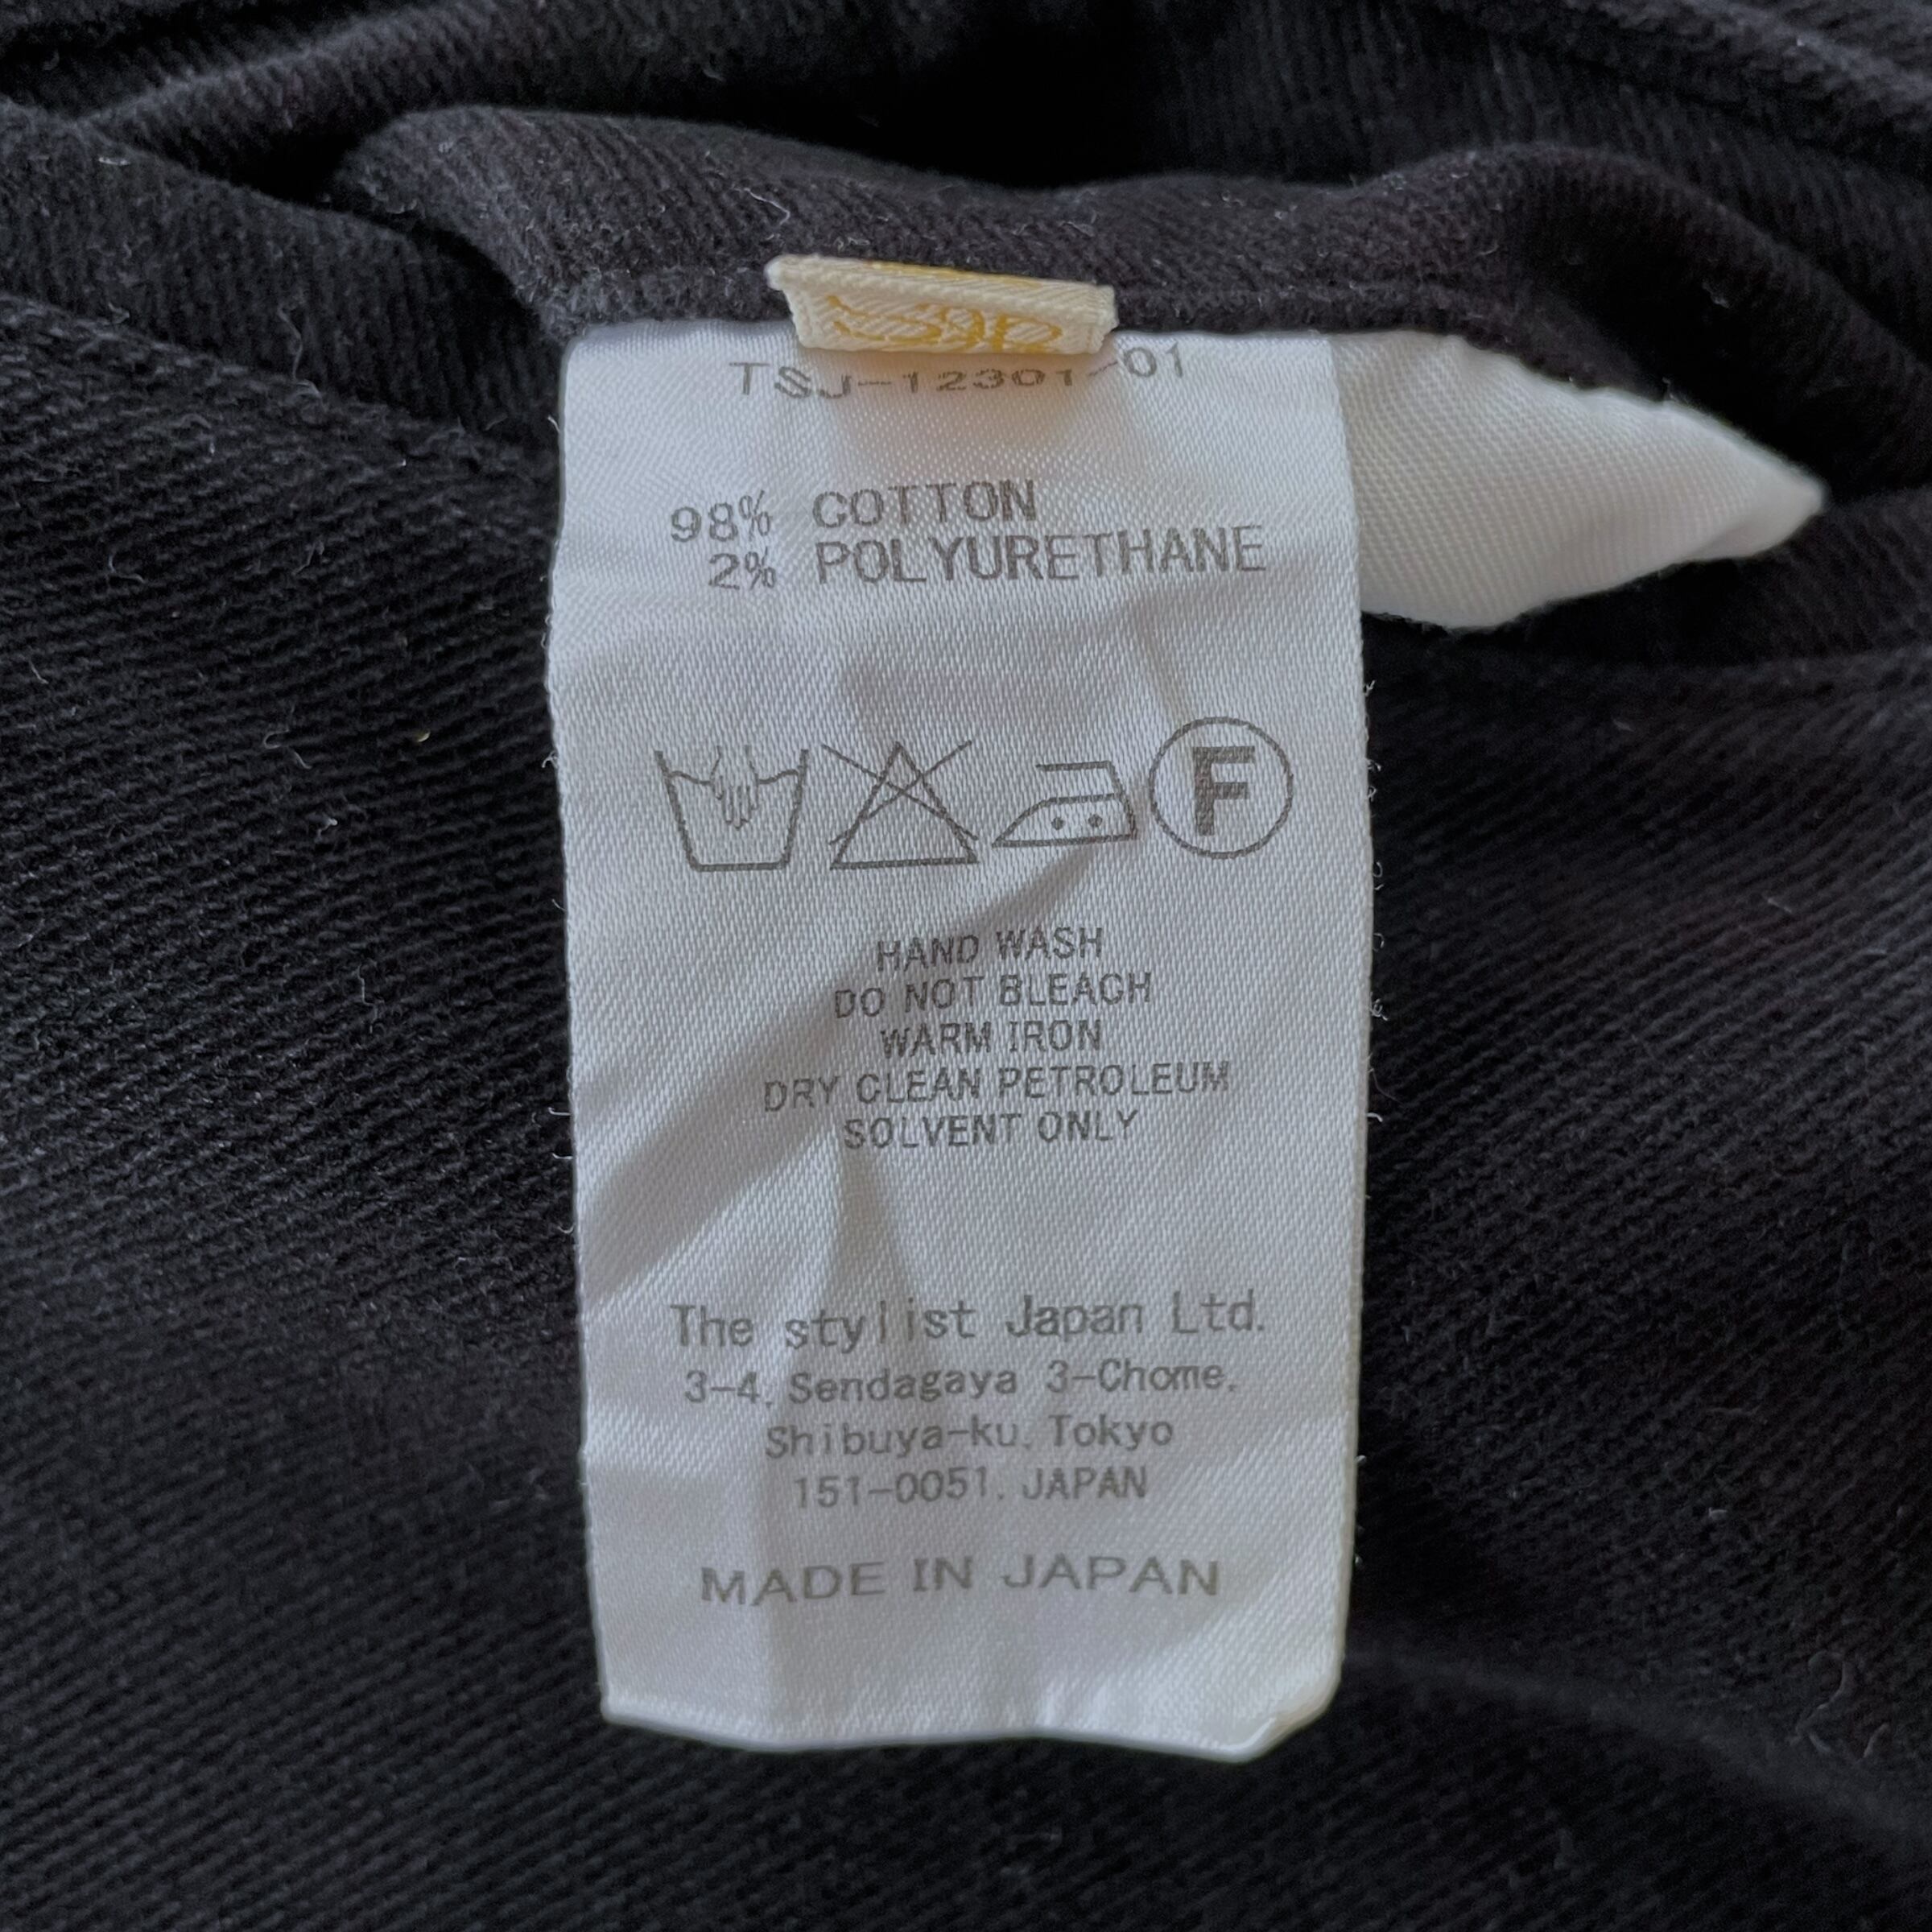 TSJ-12301-01
98% COTTON
2% POLYURETHANE
F
HAND WASH
DO NOT BLEACH
WARM IRON
DRY CLEAN PETROLEUM
SOLVENT ONLY
The stylist Japan Ltd.
3-4, Sendagaya 3-Chome,
Shibuya-ku, Tokyo
151-0051, JAPAN
MADE IN JAPAN